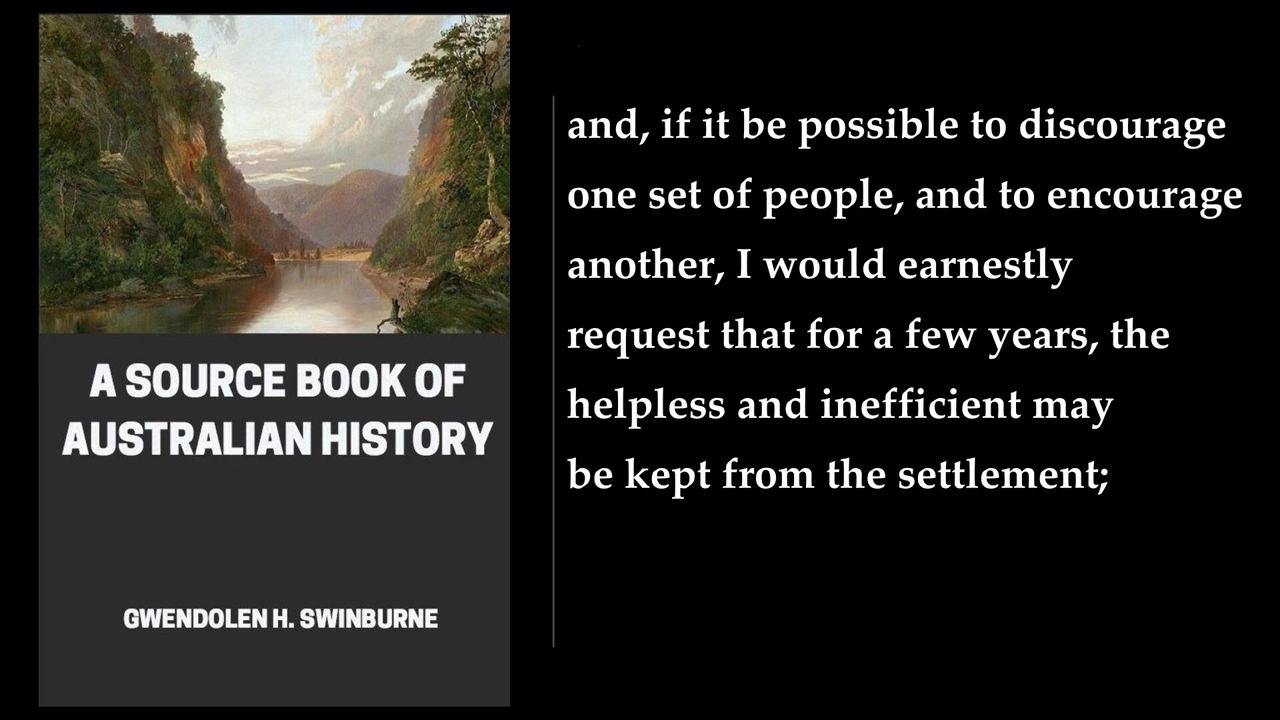 A SOURCE BOOK OF
AUSTRALIAN HISTORY
GWENDOLEN H. SWINBURNE
and, if it be possible to discourage
one set of people, and to encourage
another, I would earnestly
request that for a few years, the
helpless and inefficient may
be kept from the settlement;